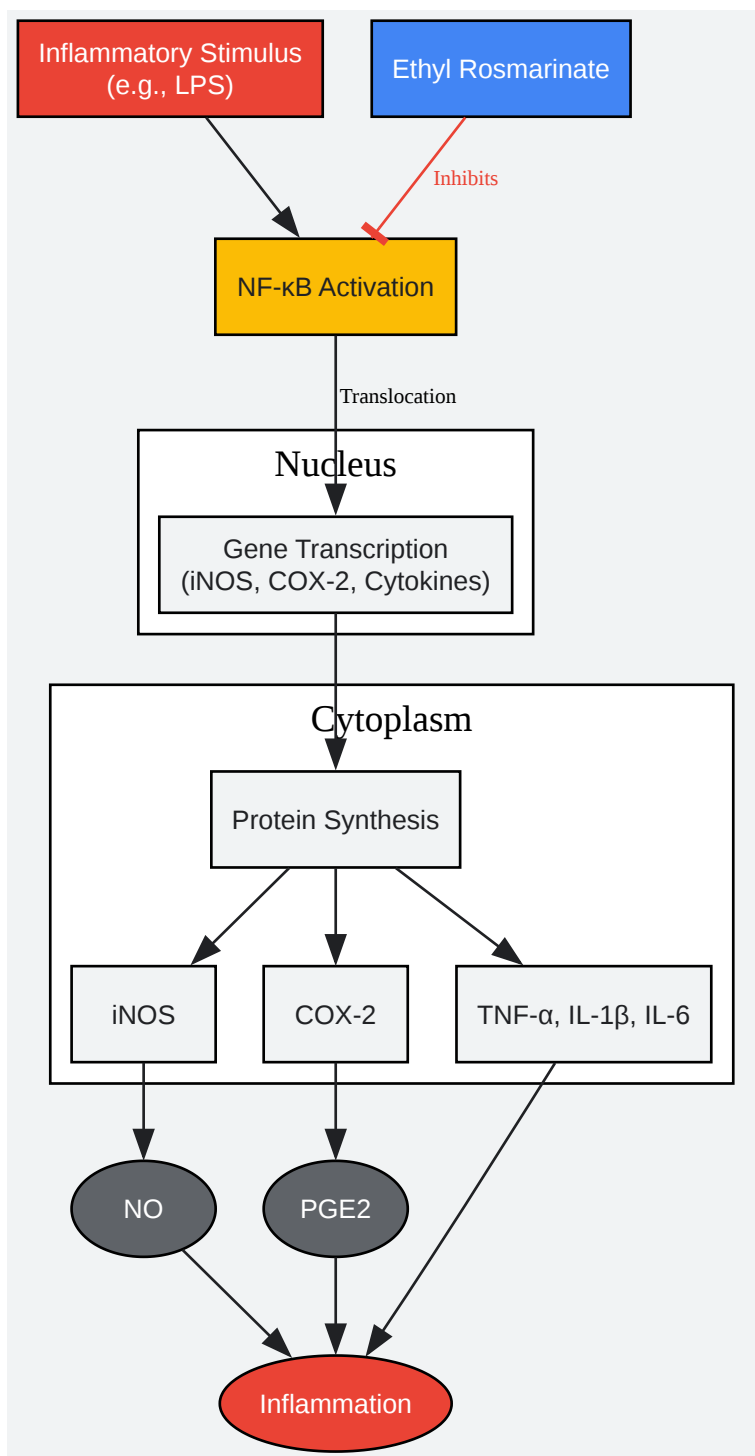 Inflammatory Stimulus
(e.g., LPS)
Ethyl Rosmarinate
Inhibits
NF-κB Activation
Translocation
Nucleus
Gene Transcription
(iNOS, COX-2, Cytokines)
Cytoplasm
Protein Synthesis
iNOS
COX-2
TNF-α, IL-1β, IL-6
NO
PGE2
Inflammation